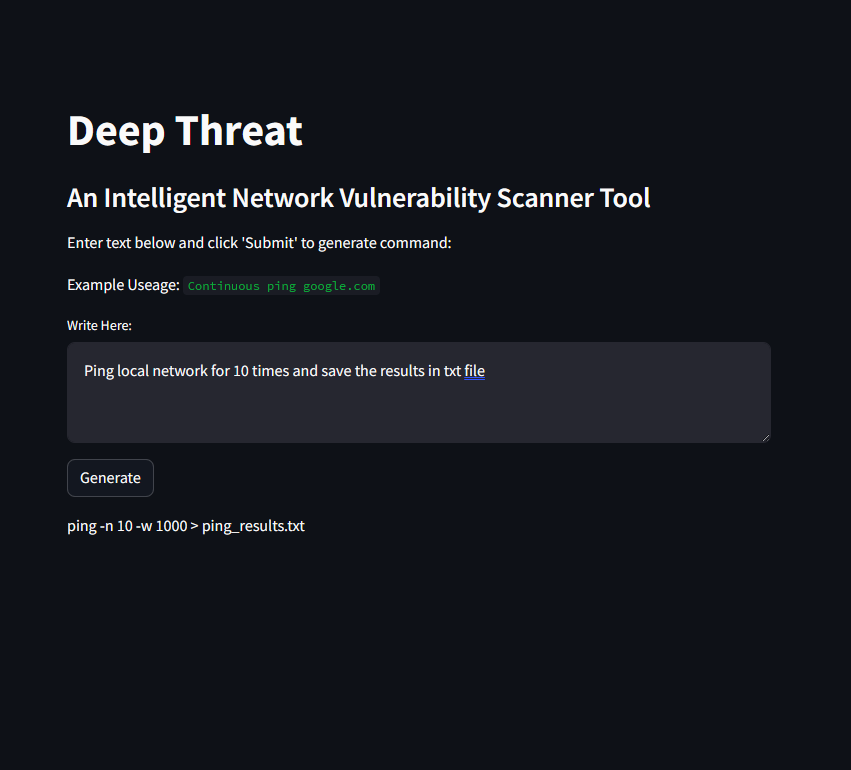 Deep Threat
An Intelligent Network Vulnerability Scanner Tool
Enter text below and click 'Submit' to generate command:
Example Useage: Continuous ping google.com
Write Here:
Ping local network for 10 times and save the results in txt file
Generate
ping -n 10 -w 1000 > ping_results.txt